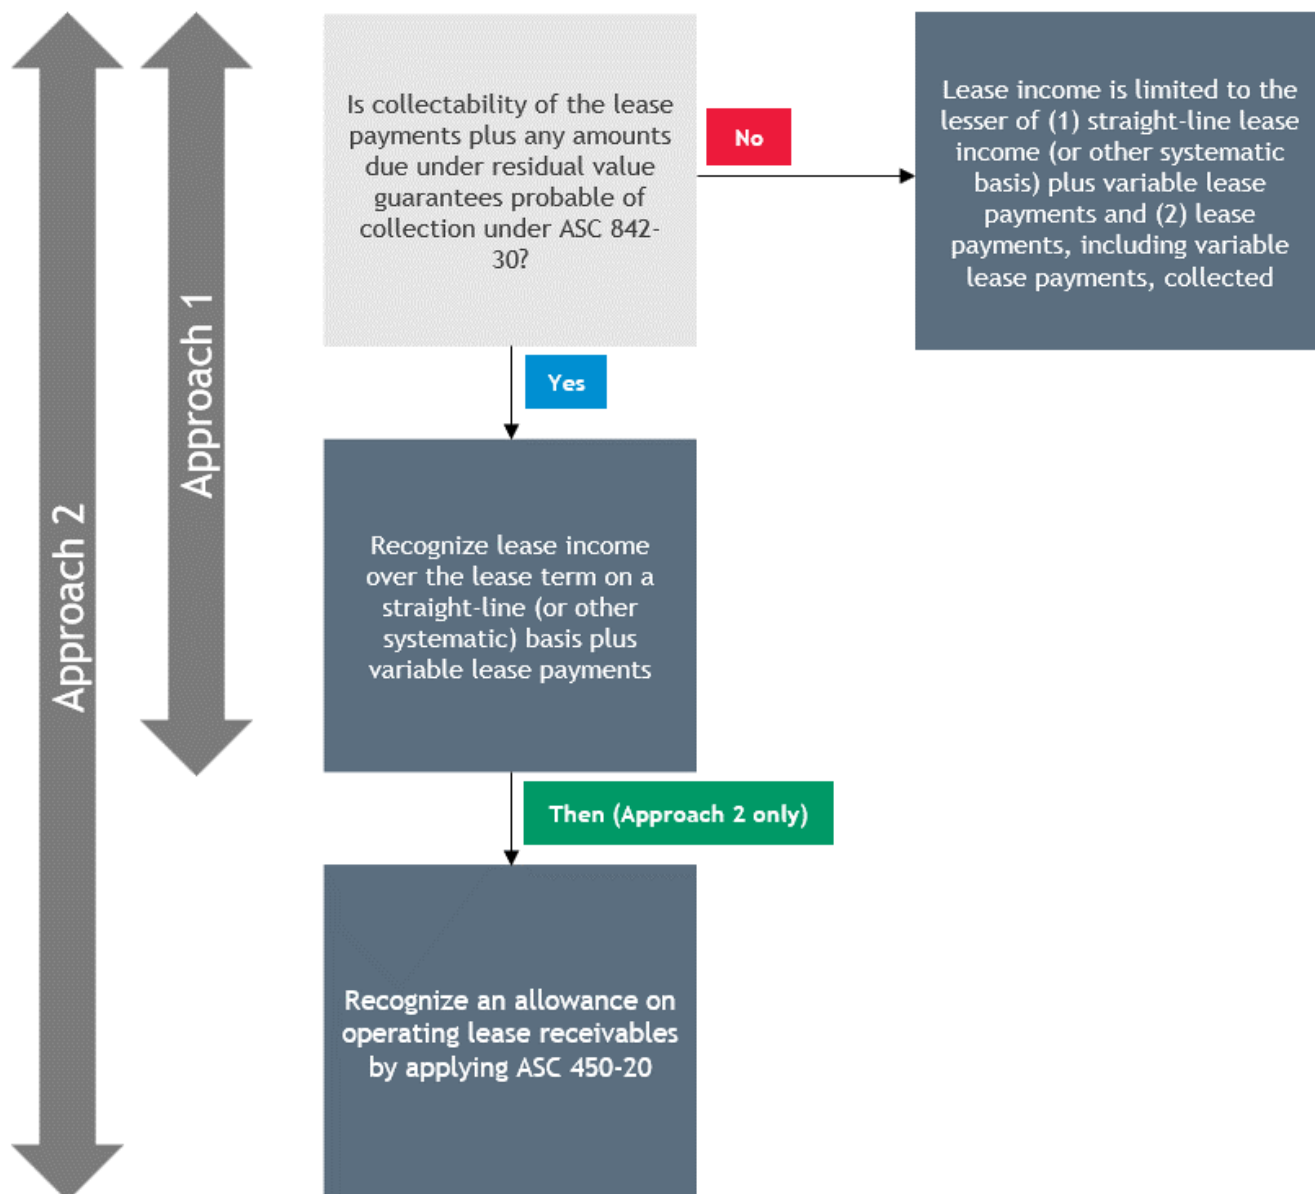 Approach 2
Approach 1
Is collectability of the lease
payments plus any amounts
due under residual value
guarantees probable of
collection under ASC 842-
30?
No
Lease income is limited to the
lesser of (1) straight-line lease
income (or other systematic
basis) plus variable lease
payments and (2) lease
payments, including variable
lease payments, collected
Yes
Recognize lease income
over the lease term on a
straight-line (or other
systematic) basis plus
variable lease payments
Then (Approach 2 only)
Recognize an allowance on
operating lease receivables
by applying ASC 450-20